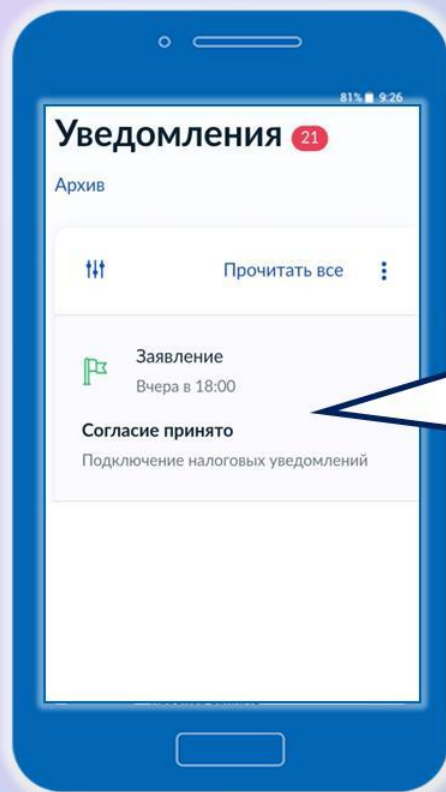 81% 9:26
Уведомления 21
Архив
Прочитать все
Заявление
Вчера в 18:00
Согласие принято
Подключение налоговых уведомлений